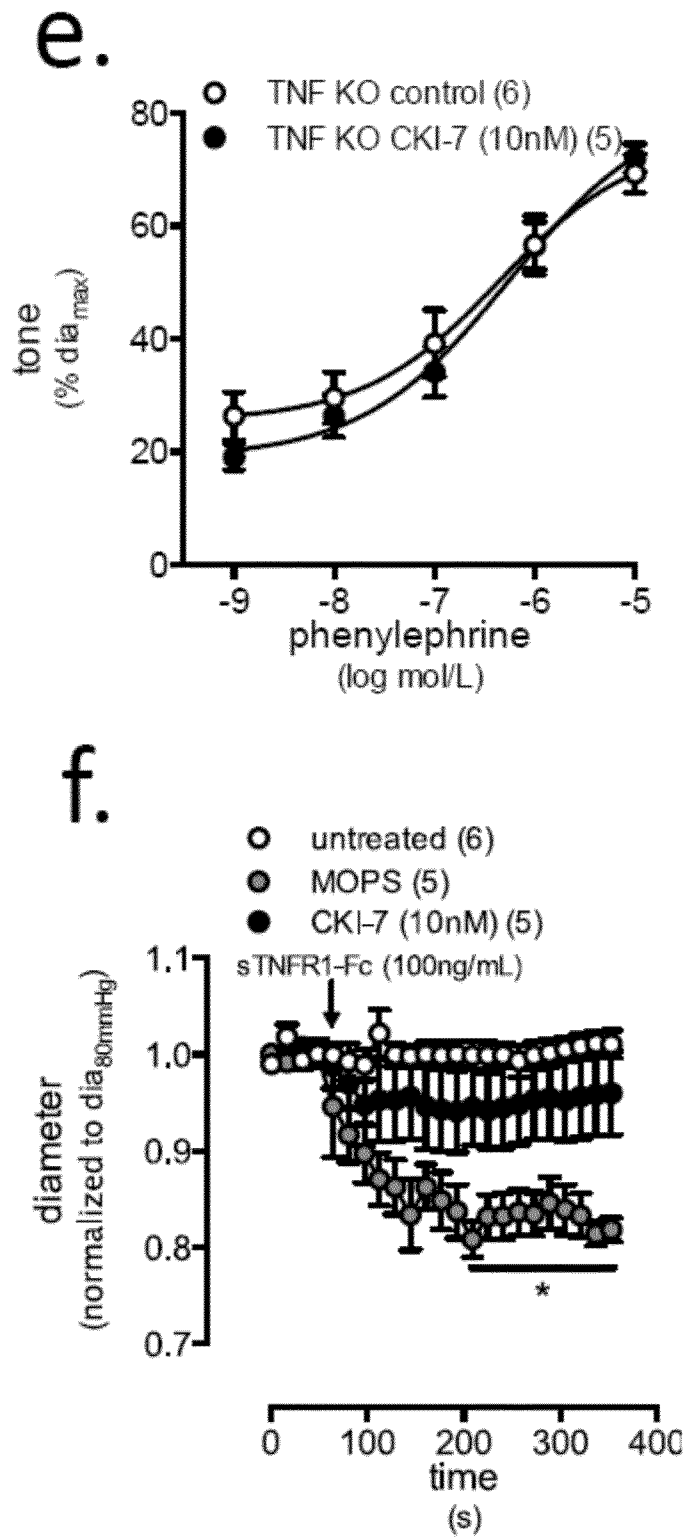 e.
TNF KO control (6)
TNF KO CKI-7 (10nM) (5)
80
60
40
20
0
tone
(% dia max)
-9 -8 -7 -6 -5
phenylephrine
(log mol/L)
f.
untreated (6)
MOPS (5)
CKI-7 (10nM) (5)
sTNFR1-Fc (100ng/mL)
1.1
1.0
0.9
0.8
0.7
diameter
(normalized to dia 80mmHg)
*
0 100 200 300 400
time
(s)